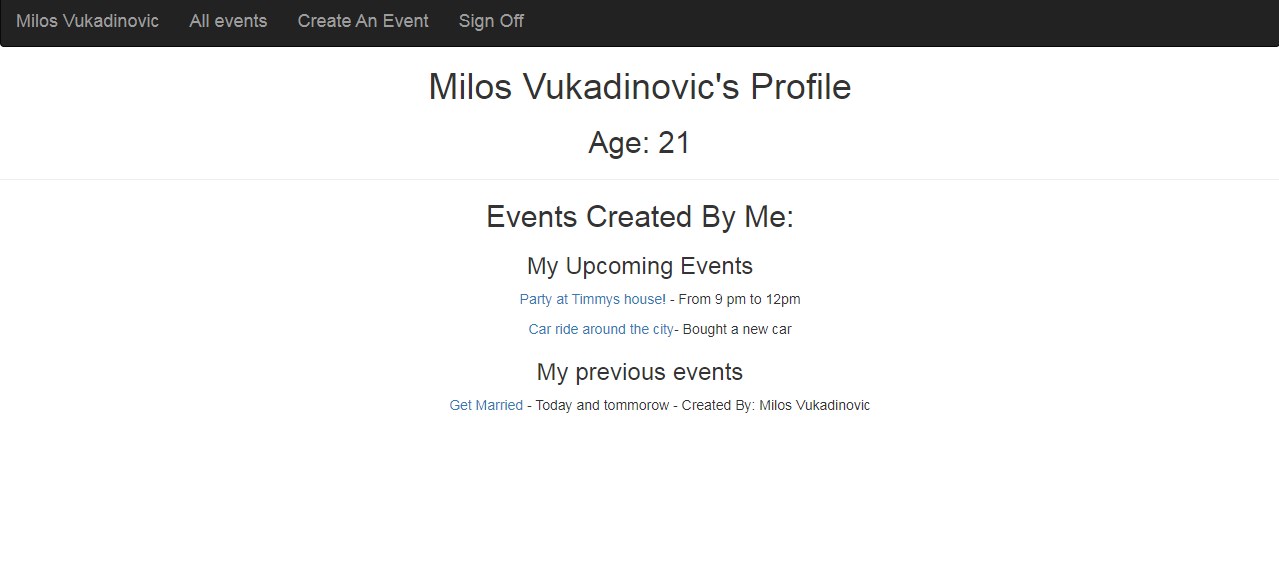 Milos Vukadinovic All events Create An Event Sign Off
Milos Vukadinovic's Profile
Age: 21
Events Created By Me:
My Upcoming Events
Party at Timmys house! - From 9 pm to 12pm
Car ride around the city- Bought a new car
My previous events
Get Married - Today and tommorow - Created By: Milos Vukadinovic